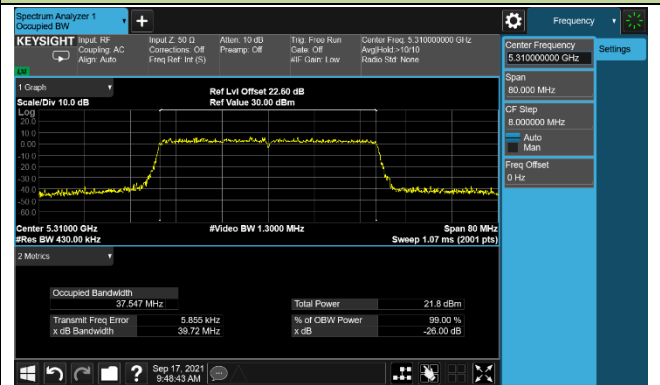 Spectrum Analyzer 1
Occupied BW
+
Frequency
KEYSIGHT
Input: RF
Coupling: AC
Align: Auto
Input Z: 50 Ω
Corrections: Off
Freq Ref: Int (S)
Atten: 10 dB
Preamp: Off
Trig: Free Run
Gate: Off
#IF Gain: Low
Center Freq: 5.310000000 GHz
Avg|Hold:>10/10
Radio Std: None
Center Frequency
5.310000000 GHz
Settings
Span
80.000 MHz
CF Step
8.000000 MHz
Auto
Man
Freq Offset
0 Hz
1 Graph
Scale/Div 10.0 dB
Ref Lvl Offset 22.60 dB
Ref Value 30.00 dBm
Log
20.0
10.0
0.00
-10.0
-20.0
-30.0
-40.0
-50.0
-60.0
Center 5.31000 GHz
#Video BW 1.3000 MHz
Span 80 MHz
#Res BW 430.00 kHz
Sweep 1.07 ms (2001 pts)
2 Metrics
Occupied Bandwidth
37.547 MHz
Total Power 21.8 dBm
Transmit Freq Error 5.855 kHz
% of OBW Power 99.00 %
x dB Bandwidth 39.72 MHz
x dB -26.00 dB
?
Sep 17, 2021
9:48:43 AM